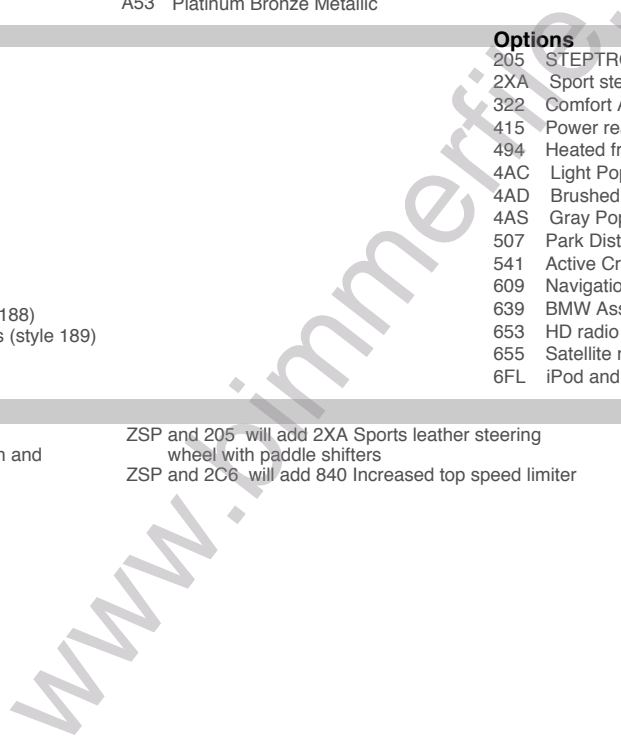 A53 Platinum Bronze Metallic
Options
205 STEPTRO
2XA Sport ste
322 Comfort A
415 Power re
494 Heated fr
4AC Light Pop
4AD Brushed
4AS Gray Pop
507 Park Dist
541 Active Cr
609 Navigatio
639 BMW Ass
653 HD radio
655 Satellite r
6FL iPod and
188)
s (style 189)
n and
ZSP and 205 will add 2XA Sports leather steering
wheel with paddle shifters
ZSP and 2C6 will add 840 Increased top speed limiter
www.bimmerfile.